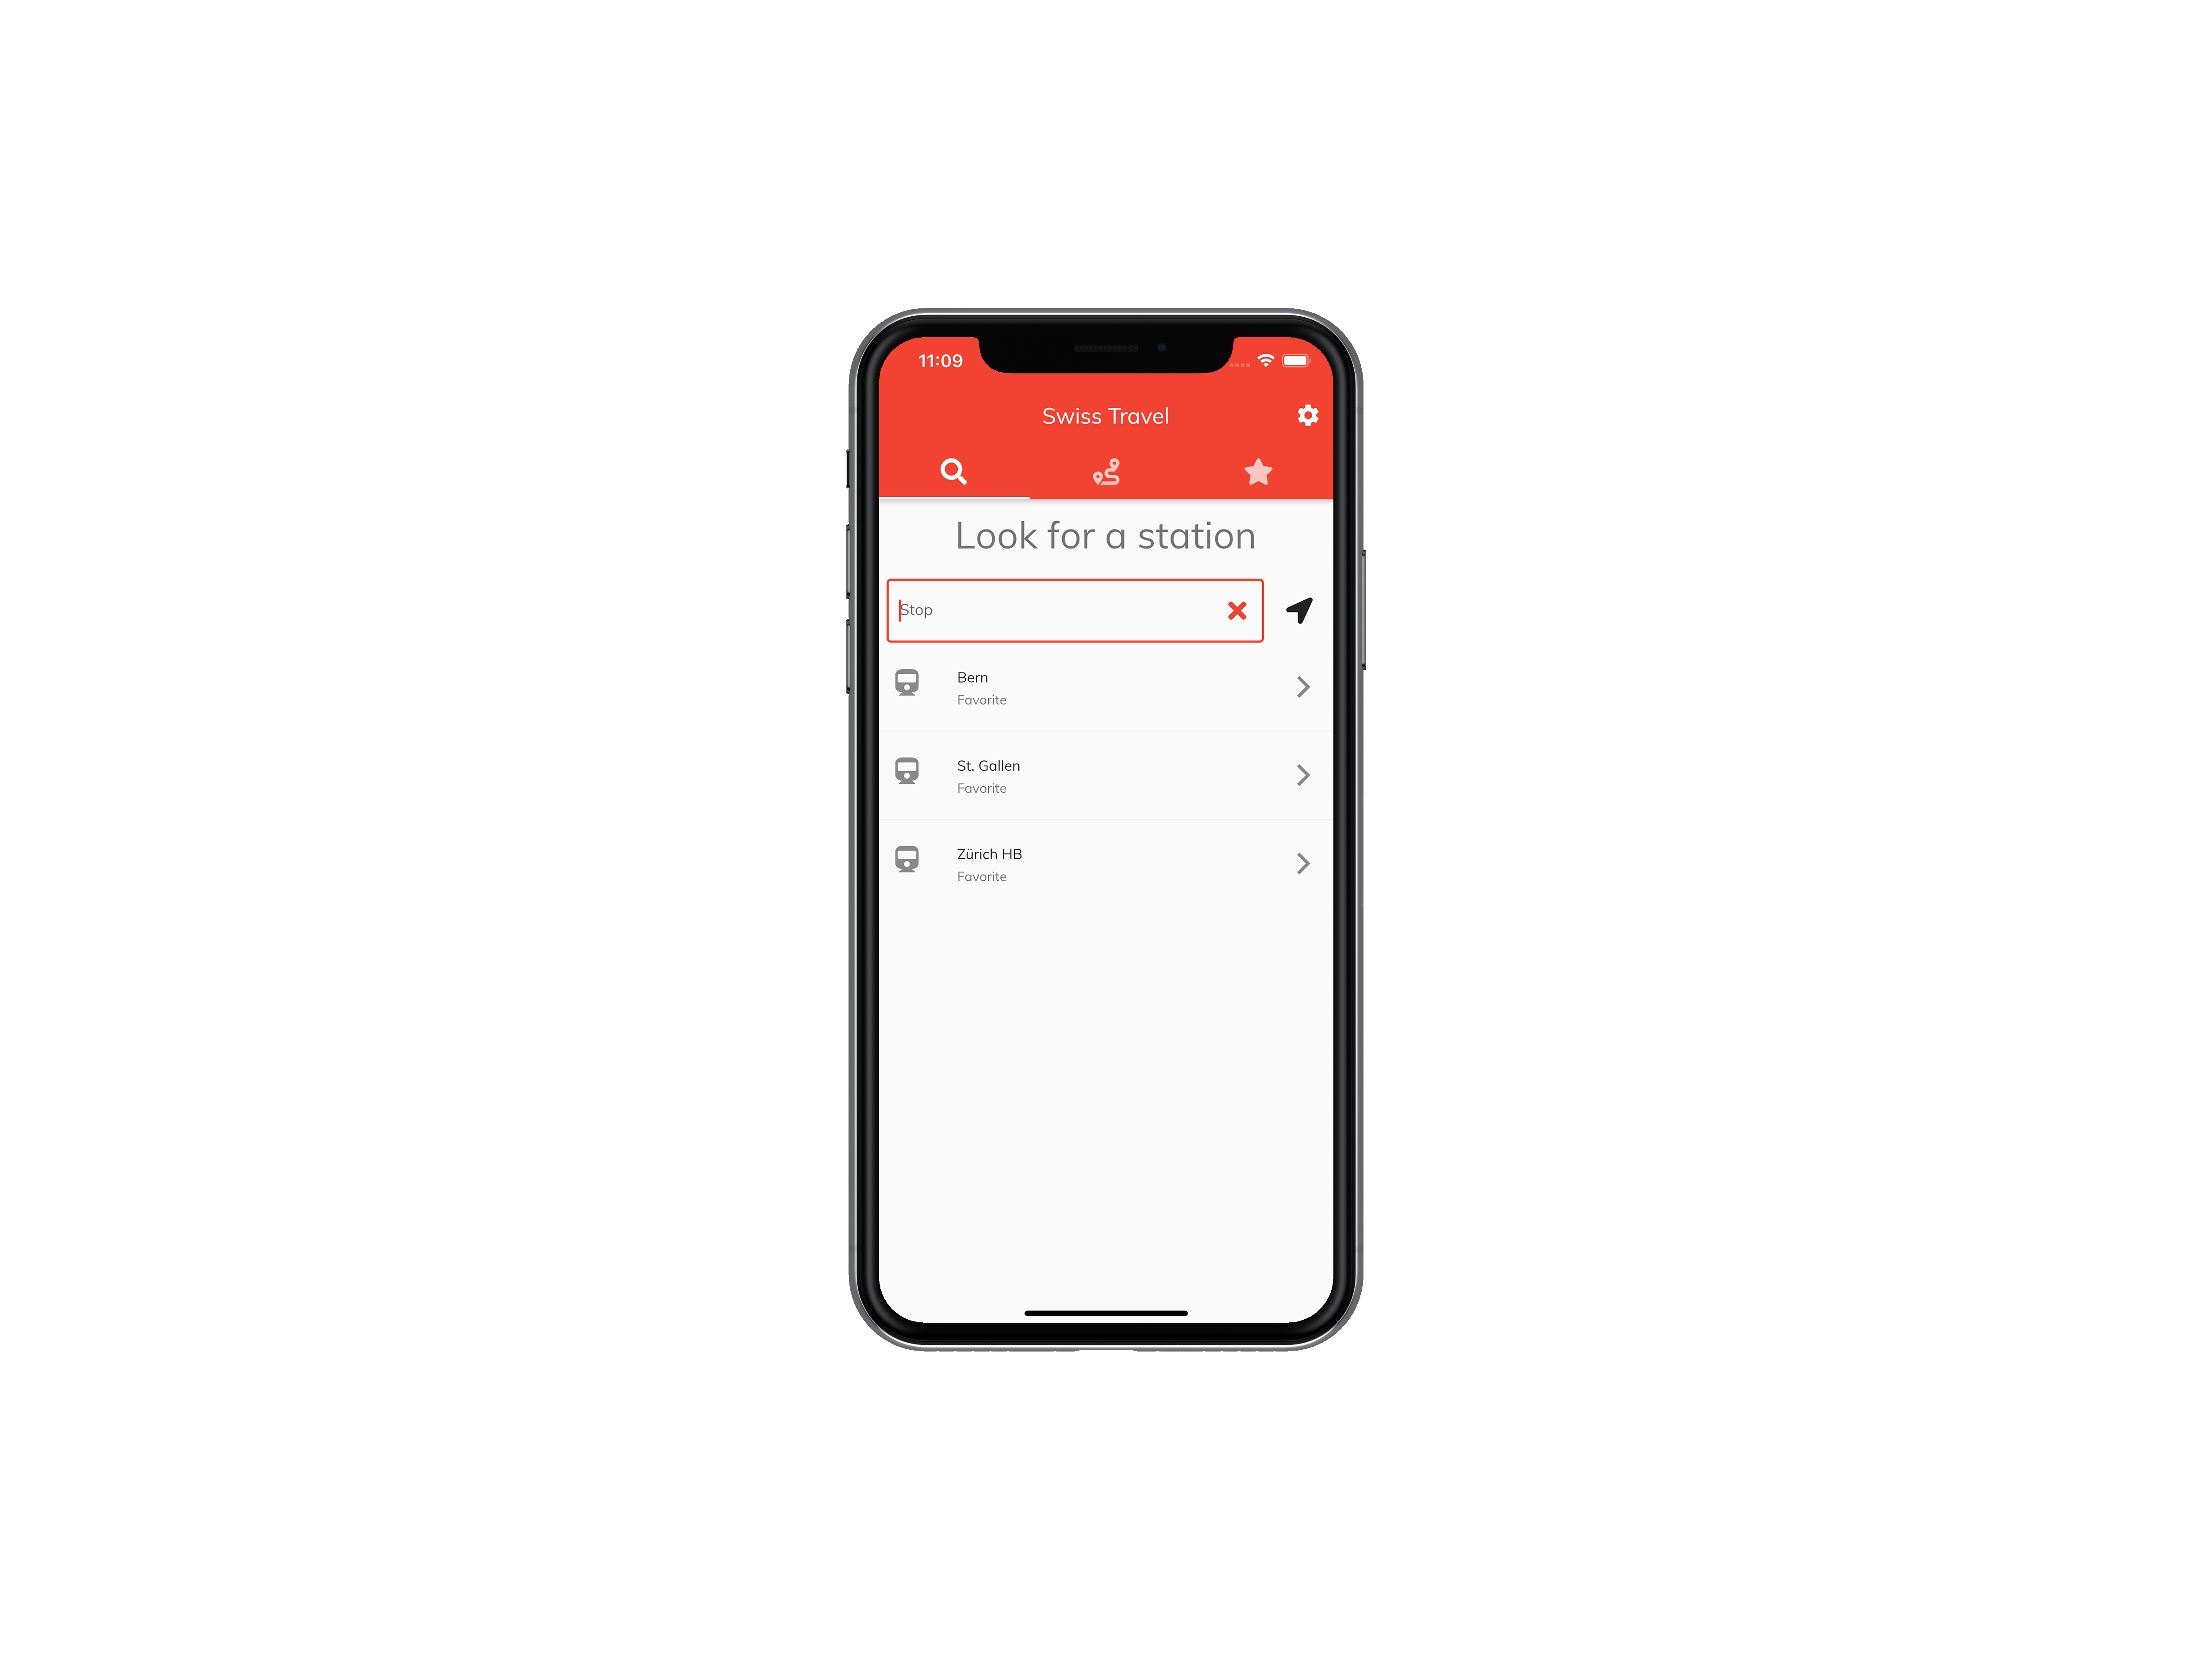 11:09
Swiss Travel
Look for a station
Stop
Bern
Favorite
St. Gallen
Favorite
Zürich HB
Favorite